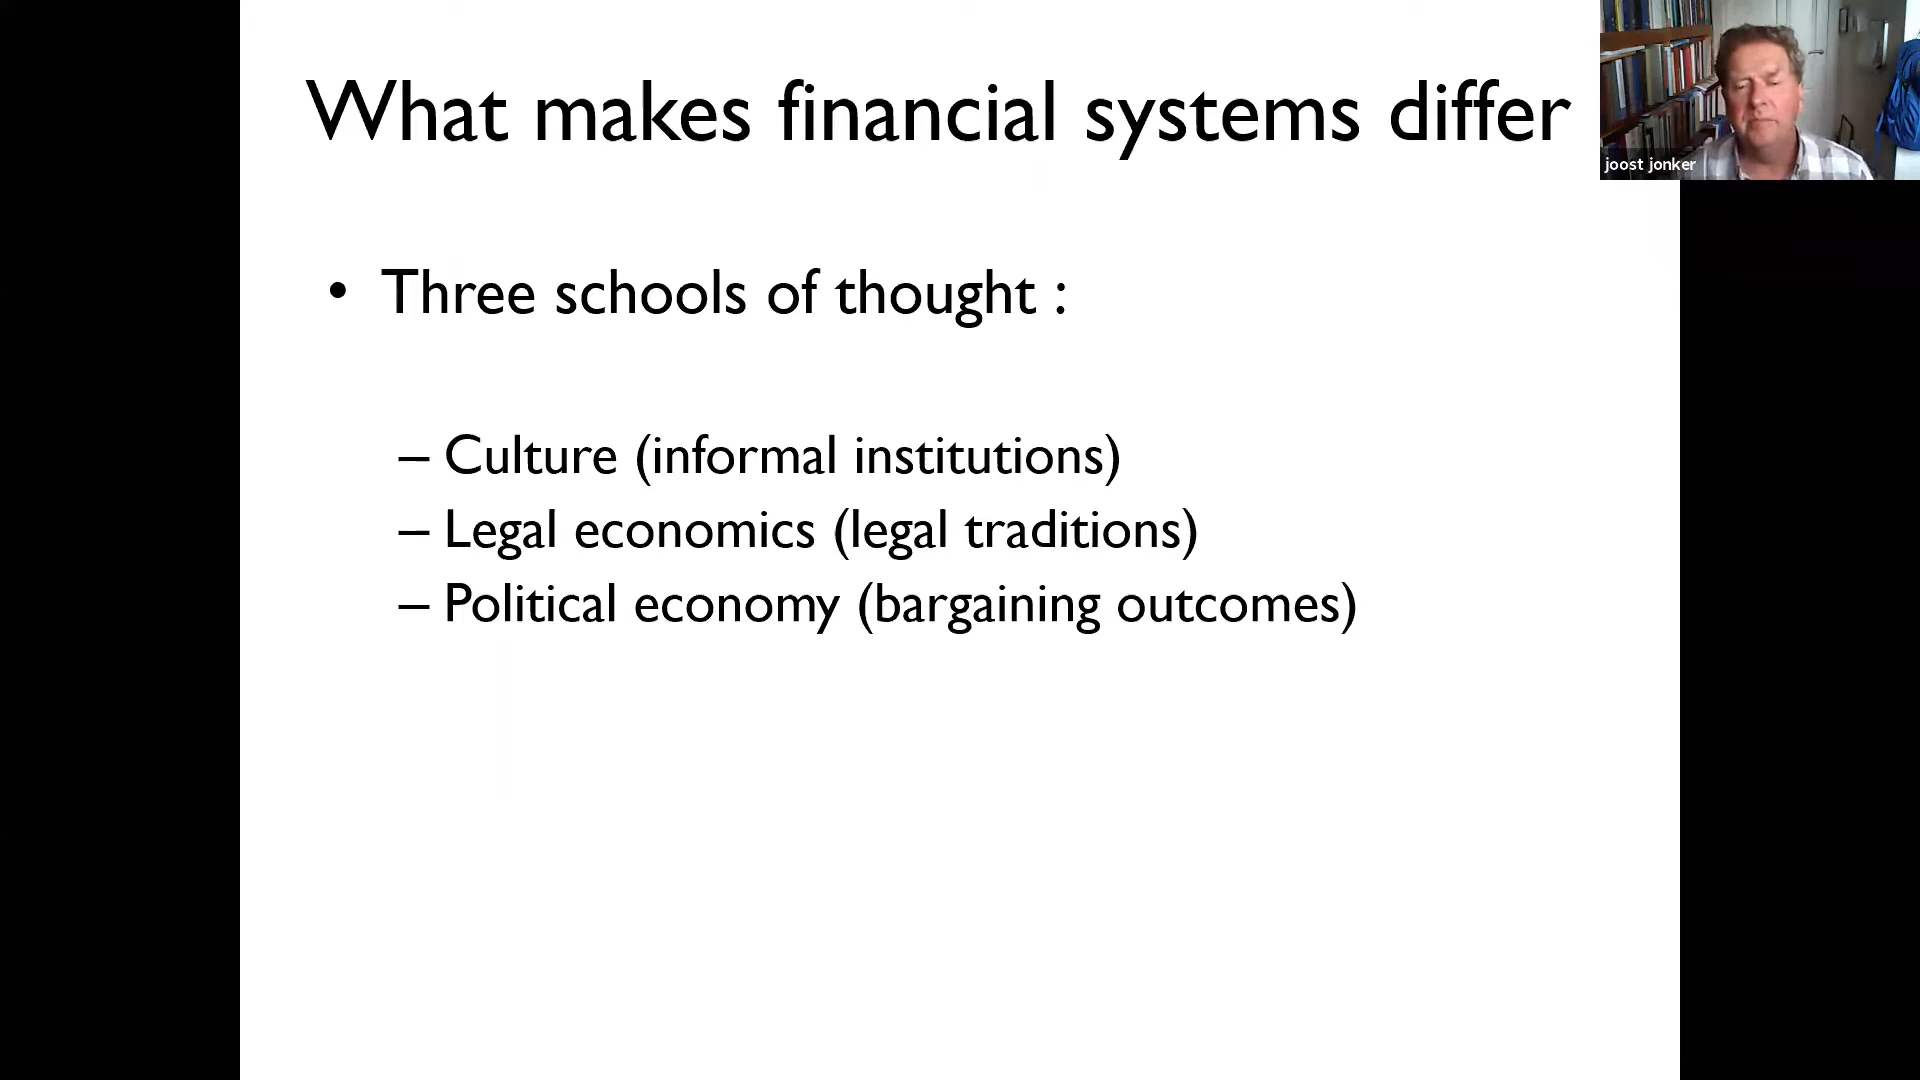 What makes financial systems differ
joost jonker
• Three schools of thought :
– Culture (informal institutions)
– Legal economics (legal traditions)
– Political economy (bargaining outcomes)